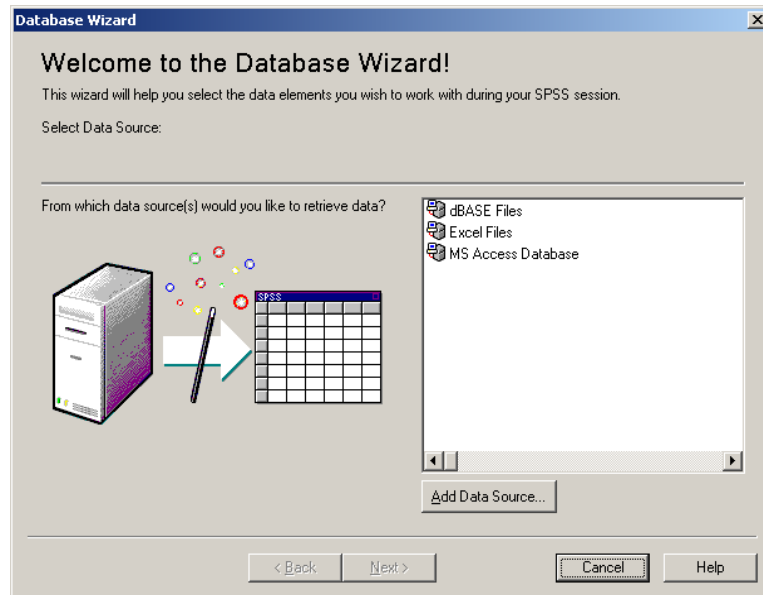 Database Wizard
Welcome to the Database Wizard!
This wizard will help you select the data elements you wish to work with during your SPSS session.
Select Data Source:
From which data source(s) would you like to retrieve data?
dBASE Files
Excel Files
MS Access Database
SPSS
Add Data Source...
< Back
Next >
Cancel
Help